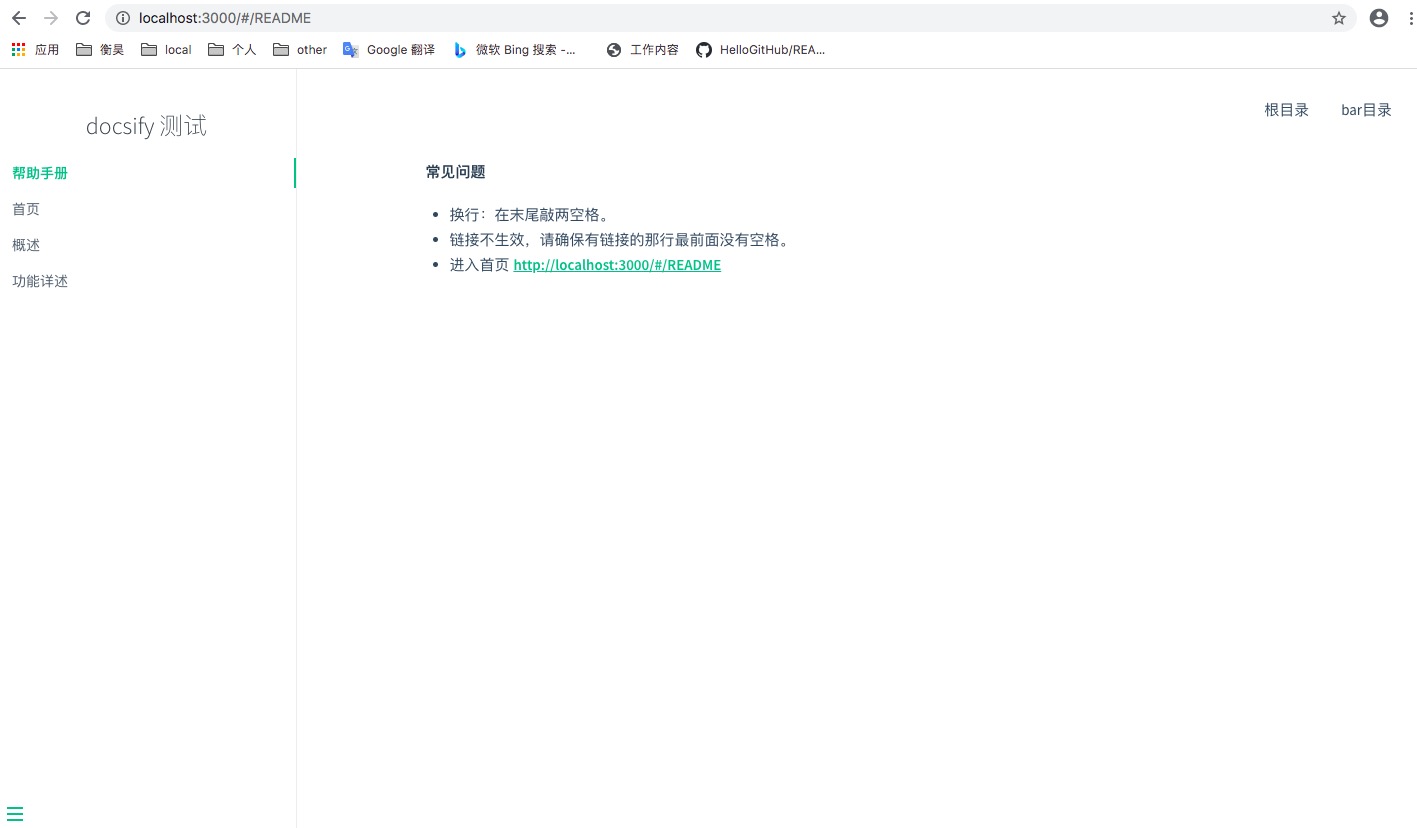 localhost:3000/#/README
应用 衡昊 local 个人 other Google 翻译 微软 Bing 搜索 -... 工作内容 HelloGitHub/REA...
根目录 bar目录
docsify 测试
帮助手册
首页
概述
功能详述
常见问题
换行：在末尾敲两空格。
链接不生效，请确保有链接的那行最前面没有空格。
进入首页 http://localhost:3000/#/README